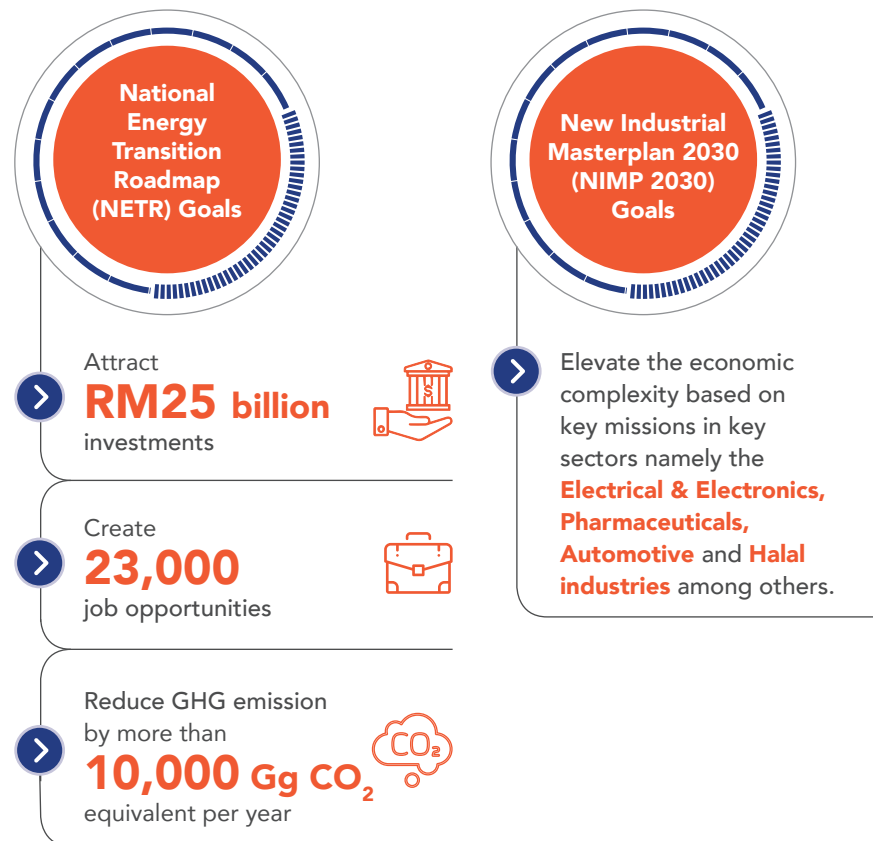 National
Energy
Transition
Roadmap
(NETR) Goals
Attract
RM25 billion
investments
$
Create
23,000
job opportunities
Reduce GHG emission
by more than
10,000 Gg CO₂
equivalent per year
CO₂
New Industrial
Masterplan 2030
(NIMP 2030)
Goals
Elevate the economic
complexity based on
key missions in key
sectors namely the
Electrical & Electronics,
Pharmaceuticals,
Automotive and Halal
industries among others.